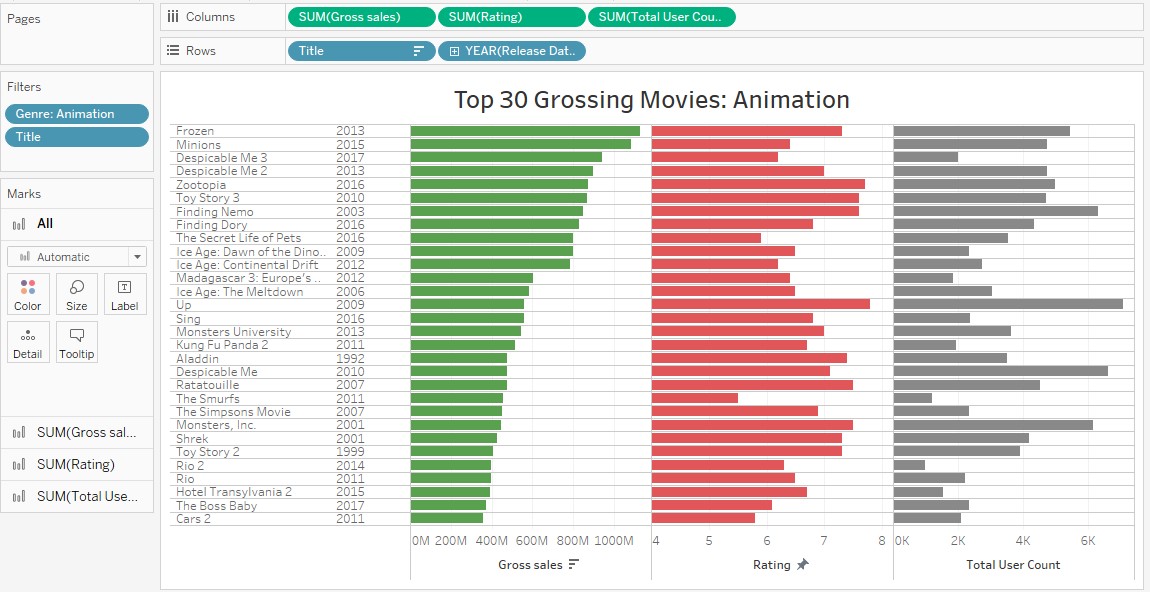 Pages
Columns
SUM(Gross sales)
SUM(Rating)
SUM(Total User Cou..
Rows
Title
YEAR(Release Dat..
Filters
Genre: Animation
Title
Marks
All
Automatic
Color
Size
Label
Detail
Tooltip
SUM(Gross sal...
SUM(Rating)
SUM(Total Use...
Top 30 Grossing Movies: Animation
Frozen 2013
Minions 2015
Despicable Me 3 2017
Despicable Me 2 2013
Zootopia 2016
Toy Story 3 2010
Finding Nemo 2003
Finding Dory 2016
The Secret Life of Pets 2016
Ice Age: Dawn of the Dino.. 2009
Ice Age: Continental Drift 2012
Madagascar 3: Europe's .. 2012
Ice Age: The Meltdown 2006
Up 2009
Sing 2016
Monsters University 2013
Kung Fu Panda 2 2011
Aladdin 1992
Despicable Me 2010
Ratatouille 2007
The Smurfs 2011
The Simpsons Movie 2007
Monsters, Inc. 2001
Shrek 2001
Toy Story 2 1999
Rio 2 2014
Rio 2011
Hotel Transylvania 2 2015
The Boss Baby 2017
Cars 2 2011
0M 200M 400M 600M 800M 1000M
4 5 6 7 8
0K 2K 4K 6K
Gross sales
Rating
Total User Count